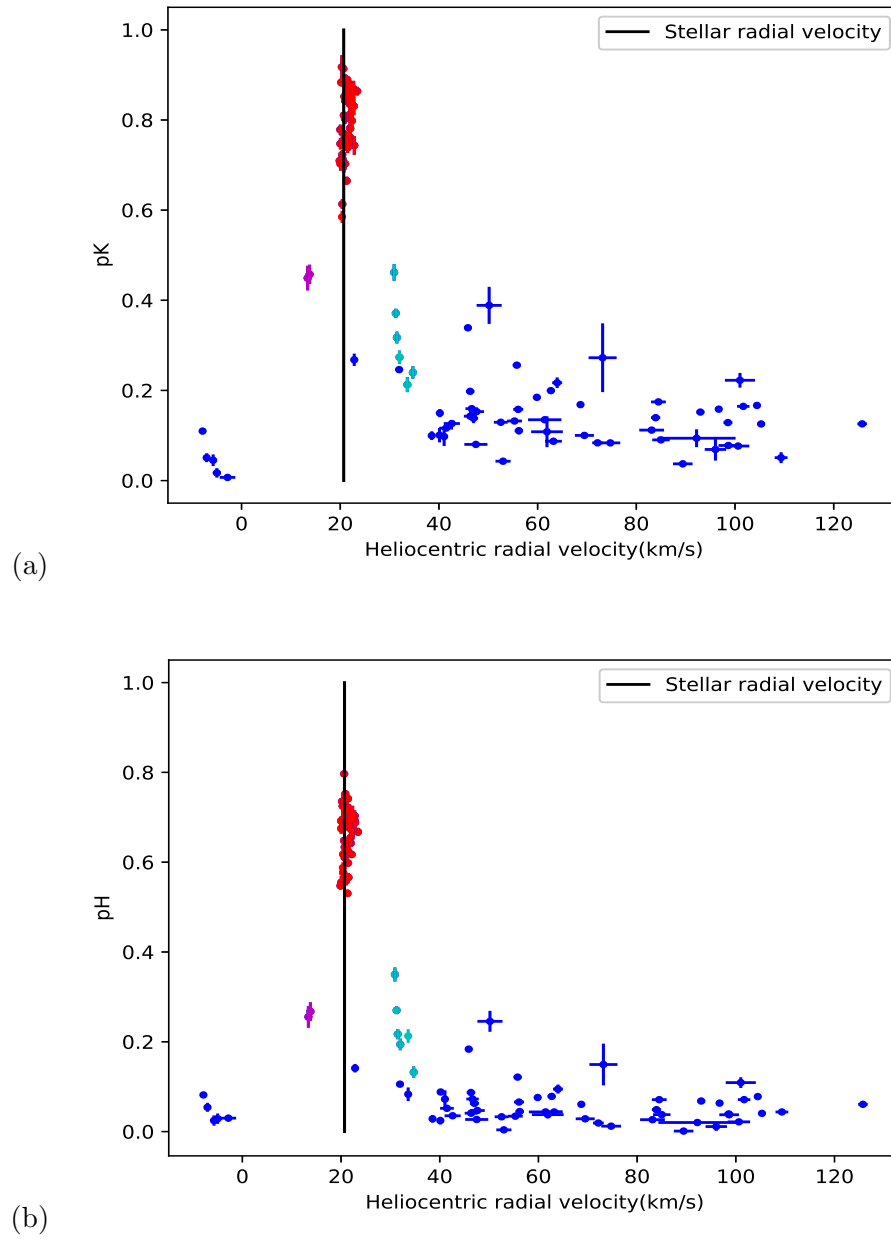 Stellar radial velocity
1.0
0.8
0.6
0.4
0.2
0.0
pK
0 20 40 60 80 100 120
Heliocentric radial velocity(km/s)
(a)
Stellar radial velocity
1.0
0.8
0.6
0.4
0.2
0.0
pH
0 20 40 60 80 100 120
Heliocentric radial velocity(km/s)
(b)